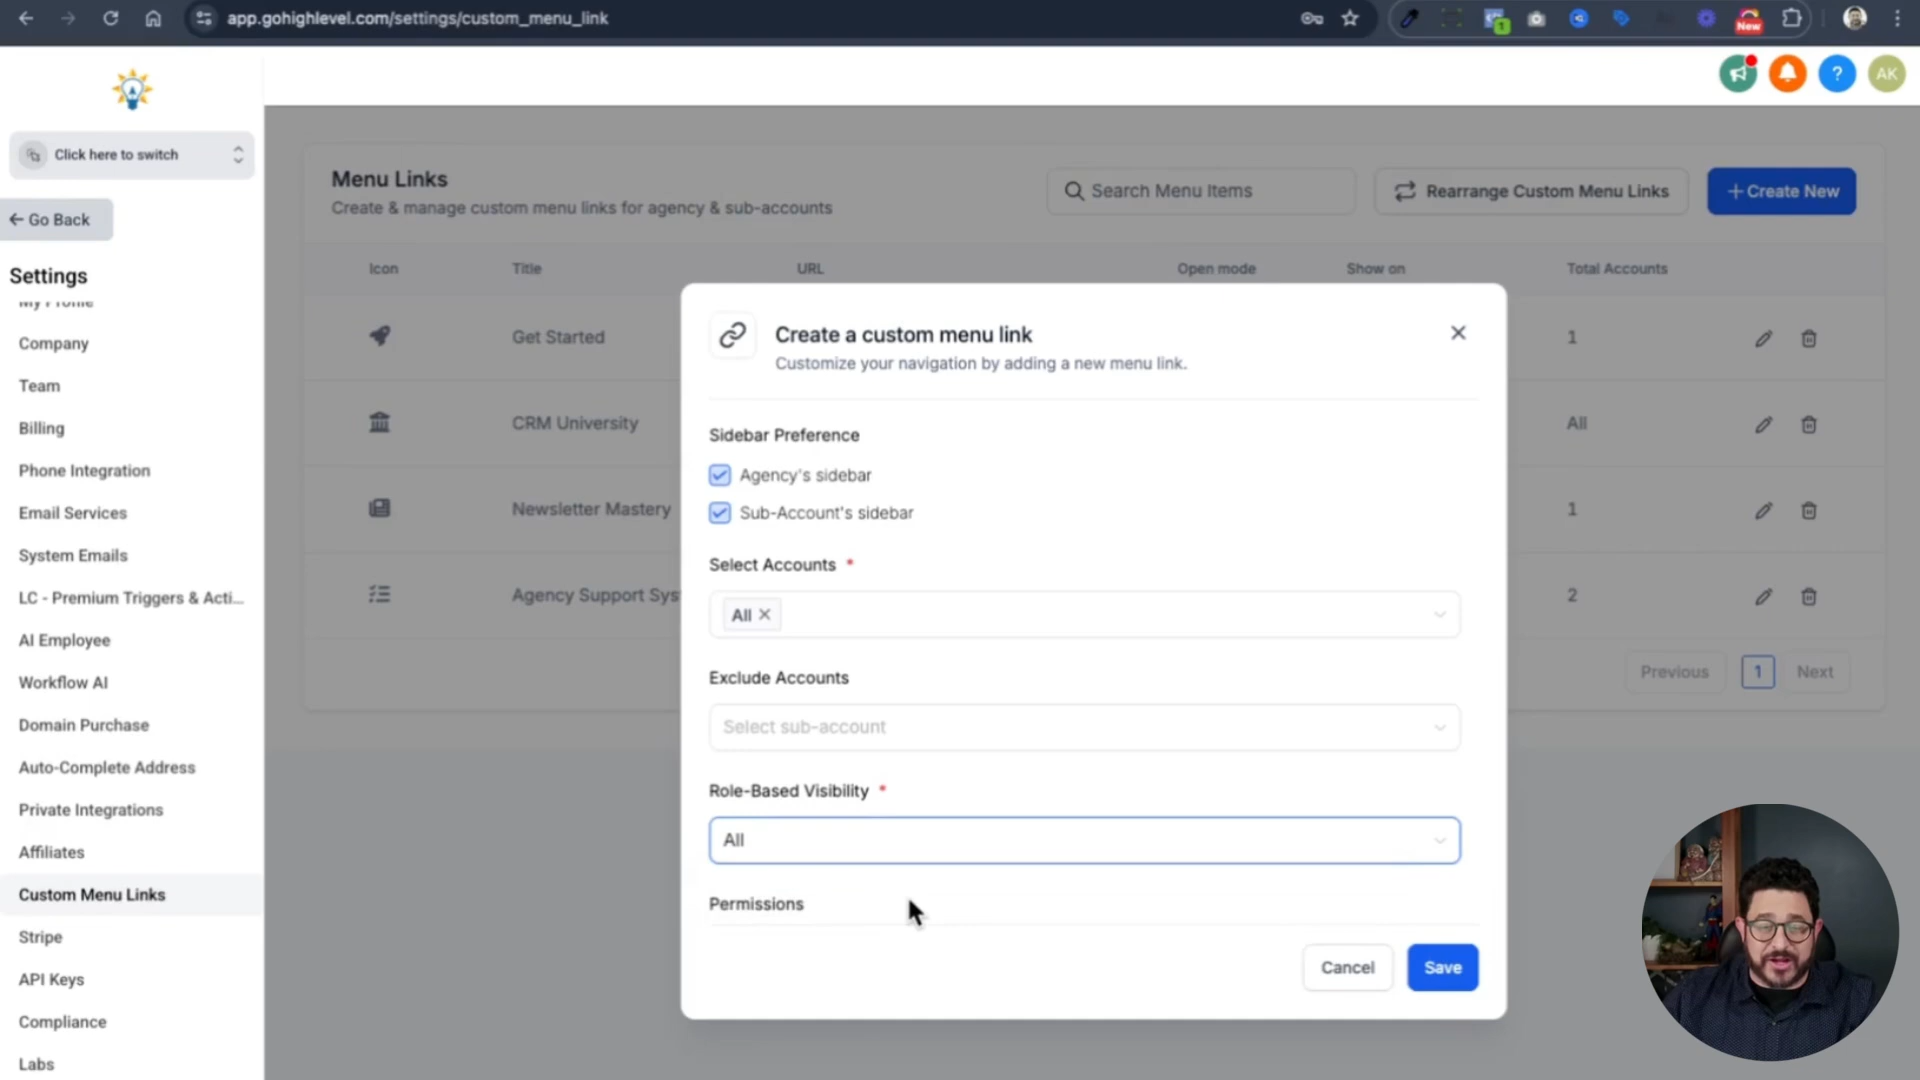 app.gohighlevel.com/settings/custom_menu_link
1
New
Click here to switch
Go Back
Settings
My Profile
Company
Team
Billing
Phone Integration
Email Services
System Emails
LC - Premium Triggers & Acti...
AI Employee
Workflow AI
Domain Purchase
Auto-Complete Address
Private Integrations
Affiliates
Custom Menu Links
Stripe
API Keys
Compliance
Labs
?
AK
Menu Links
Create & manage custom menu links for agency & sub-accounts
Search Menu Items
Rearrange Custom Menu Links
+ Create New
Icon Title URL Open mode Show on Total Accounts
Get Started 1
CRM University All
Newsletter Mastery 1
Agency Support Sys 2
Previous 1 Next
Create a custom menu link
Customize your navigation by adding a new menu link.
Sidebar Preference
Agency's sidebar
Sub-Account's sidebar
Select Accounts *
All
Exclude Accounts
Select sub-account
Role-Based Visibility *
All
Permissions
Cancel
Save